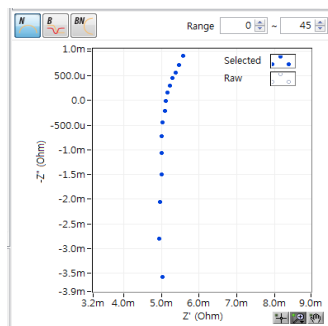 N B BN Range 0 ~ 45
1.0m
Selected
500.0u
Raw
0.0
-500.0u
-1.0m
-Z" (Ohm)
-1.5m
-2.0m
-2.5m
-3.0m
-3.5m
-3.9m
3.2m 4.0m 5.0m 6.0m 7.0m 8.0m 9.0m
Z' (Ohm)